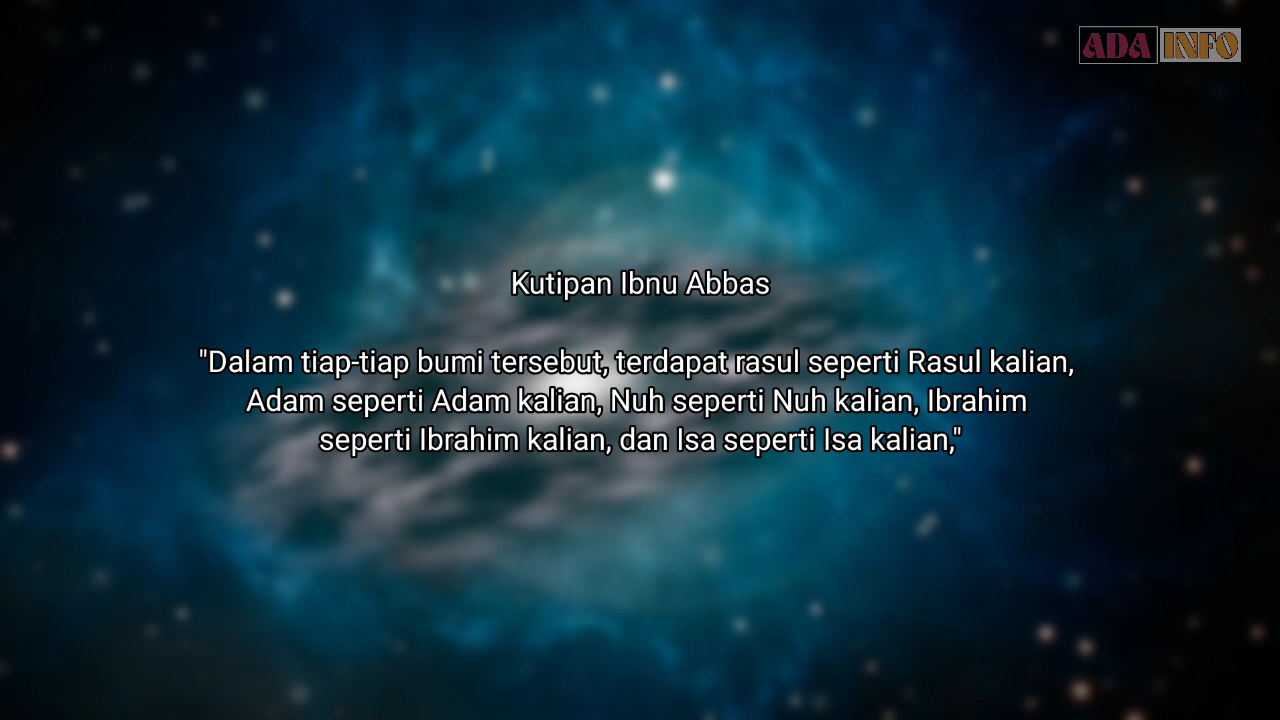 ADA INFO
Kutipan Ibnu Abbas
"Dalam tiap-tiap bumi tersebut, terdapat rasul seperti Rasul kalian,
Adam seperti Adam kalian, Nuh seperti Nuh kalian, Ibrahim
seperti Ibrahim kalian, dan Isa seperti Isa kalian,"